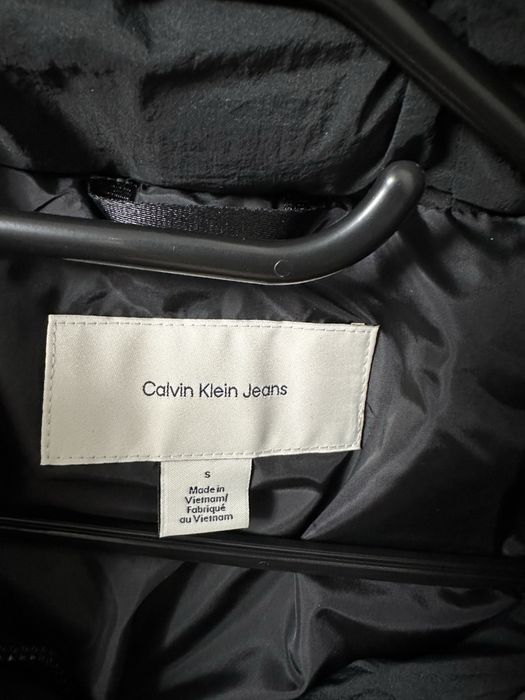 Calvin Klein Jeans
S
Made in
Vietnam/
Fabriqué
au Vietnam